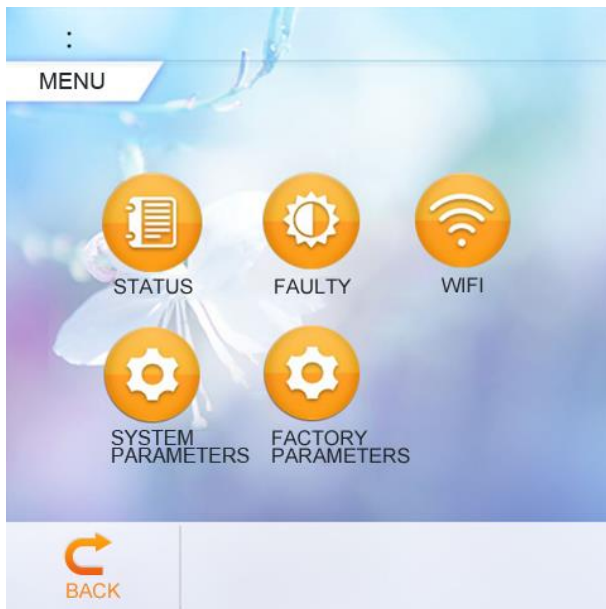 :
MENU
STATUS
FAULTY
WIFI
SYSTEM
PARAMETERS
FACTORY
PARAMETERS
BACK